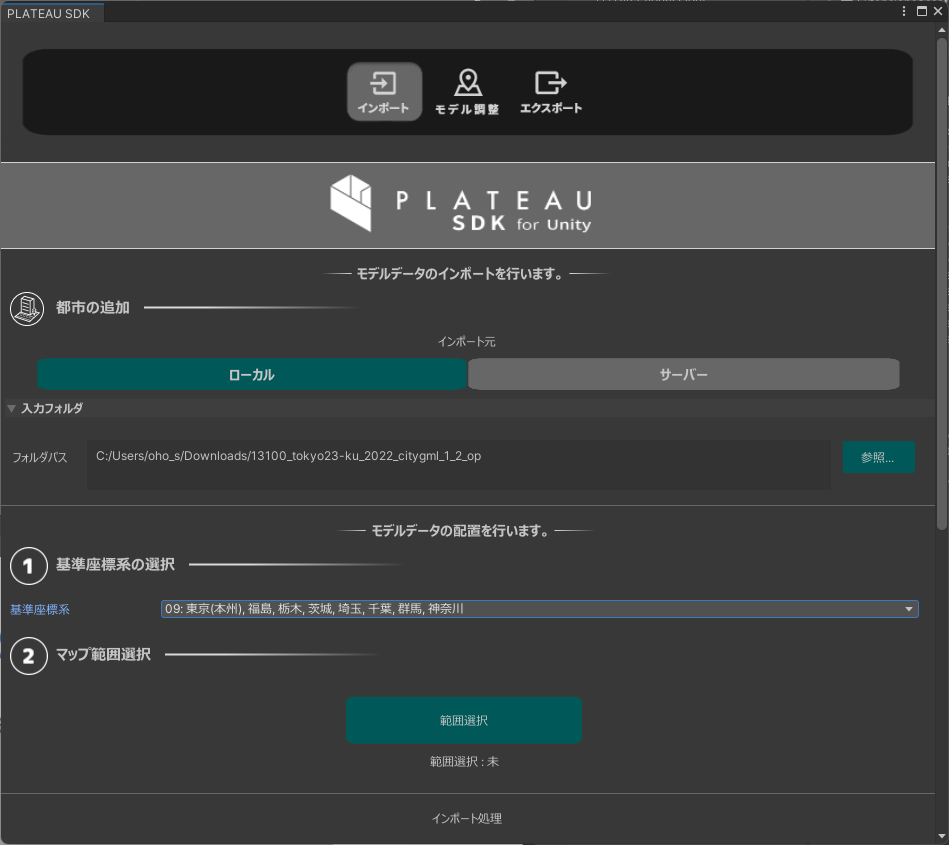 PLATEAU SDK
インポート
モデル調整
エクスポート
PLATEAU
SDK for Unity
モデルデータのインポートを行います。
都市の追加
インポート元
ローカル
サーバー
入力フォルダ
フォルダパス
C:/Users/oho_s/Downloads/13100_tokyo23-ku_2022_citygml_1_2_op
参照...
モデルデータの配置を行います。
1
基準座標系の選択
基準座標系
09: 東京(本州), 福島, 栃木, 茨城, 埼玉, 千葉, 群馬, 神奈川
2
マップ範囲選択
範囲選択
範囲選択 : 未
インポート処理